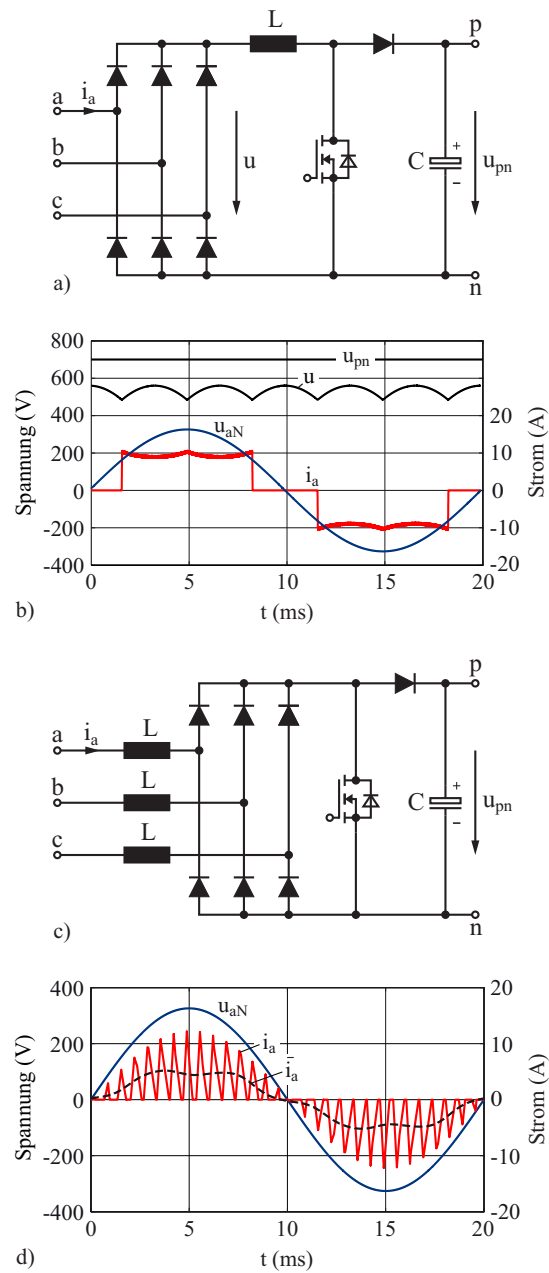 L p
a i_a
b
c
u C + − u_pn
n
a)
800
600
400
200
0
-200
-400
Spannung (V)
u_pn
u
u_aN
i_a
20
10
0
-10
-20
Strom (A)
0 5 10 15 20
t (ms)
b)
p
a i_a L
b L
c L
C + − u_pn
n
c)
400
200
0
-200
-400
Spannung (V)
u_aN
i_a
i̅_a
20
10
0
-10
-20
Strom (A)
0 5 10 15 20
t (ms)
d)